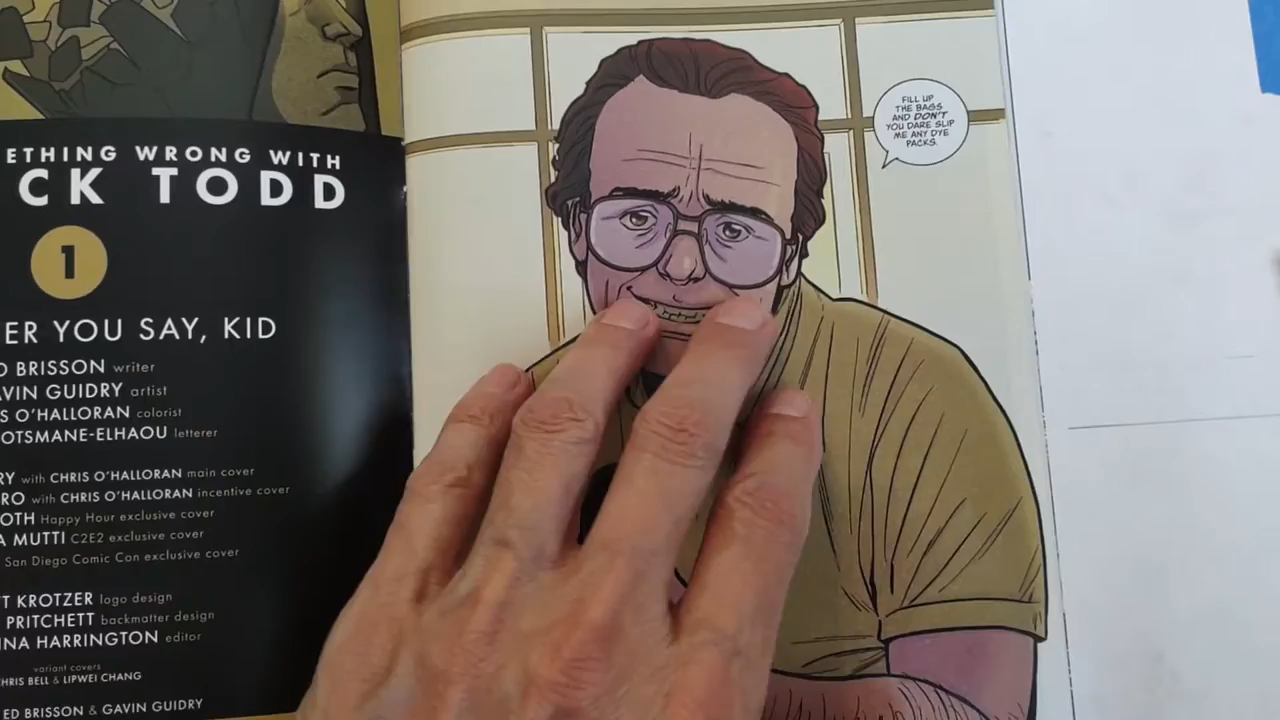 ETHING WRONG WITH
CK TODD
1
ER YOU SAY, KID
D BRISSON writer
AVIN GUIDRY artist
S O'HALLORAN colorist
OTSMANE-ELHAOU letterer
RY with CHRIS O'HALLORAN main cover
RO with CHRIS O'HALLORAN incentive cover
OTH Happy Hour exclusive cover
A MUTTI C2E2 exclusive cover
San Diego Comic Con exclusive cover
T KROTZER logo design
PRITCHETT backmatter design
NA HARRINGTON editor
variant covers
HRIS BELL & LIPWEI CHANG
ED BRISSON & GAVIN GUIDRY
FILL UP
THE BAGS
AND DON'T
YOU DARE SLIP
ME ANY DYE
PACKS.